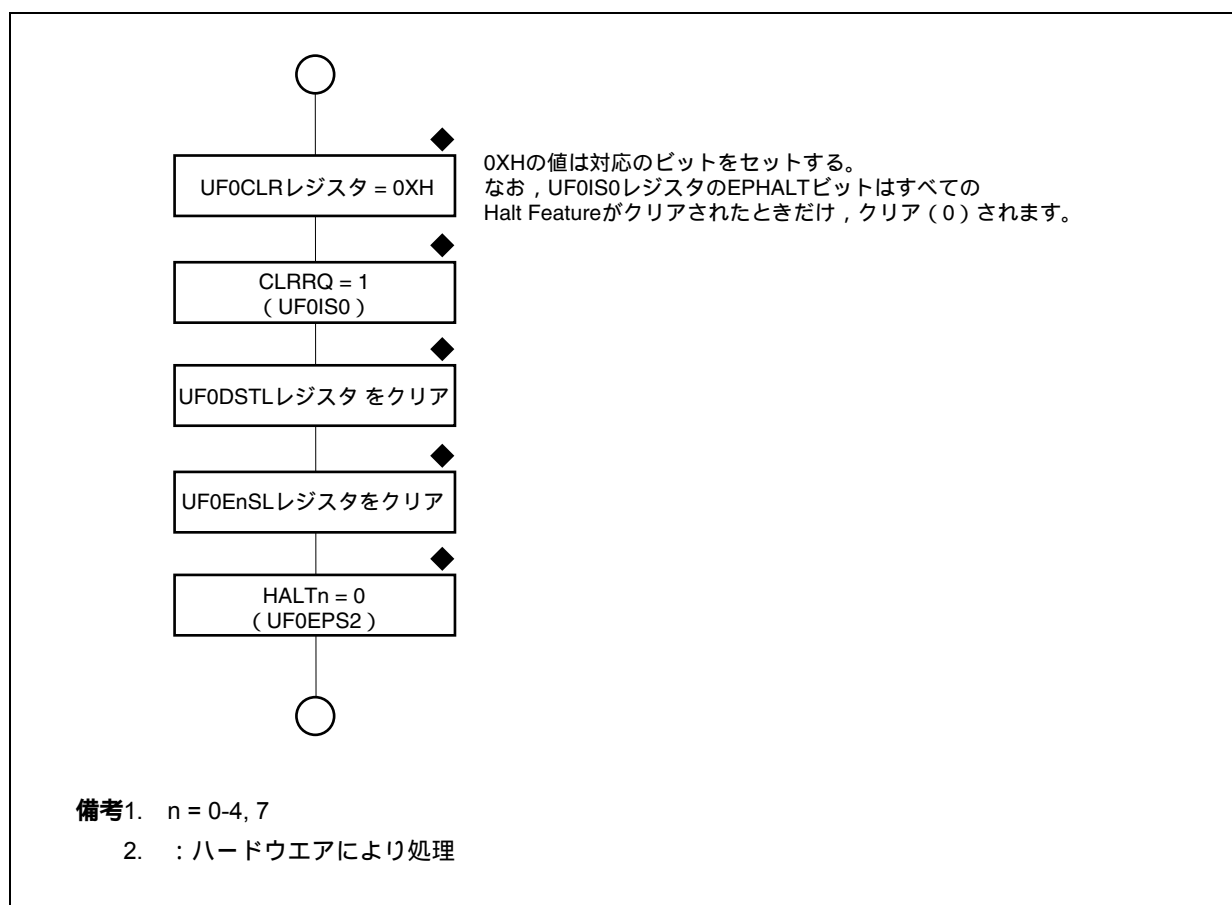 UF0CLRレジスタ = 0XH
0XHの値は対応のビットをセットする。
なお，UF0IS0レジスタのEPHALTビットはすべての
Halt Featureがクリアされたときだけ，クリア（0）されます。
CLRRQ = 1
（UF0IS0）
UF0DSTLレジスタ をクリア
UF0EnSLレジスタをクリア
HALTn = 0
（UF0EPS2）
備考1. n = 0-4, 7
2. ：ハードウエアにより処理